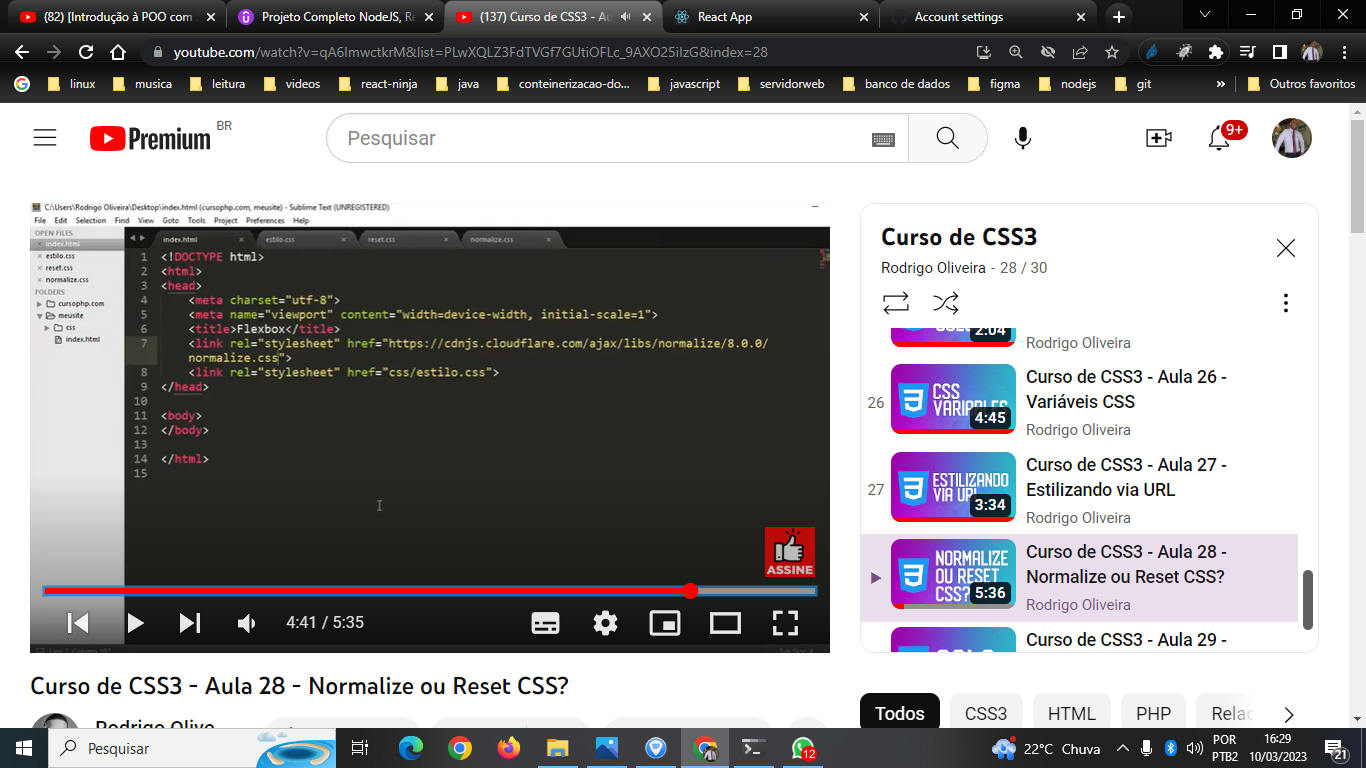 (82) [Introdução à POO com
Projeto Completo NodeJS, Re
(137) Curso de CSS3 - Au
React App
Account settings
youtube.com/watch?v=qA6lmwctkrM&list=PLwXQLZ3FdTVGf7GUtiOFLc_9AXO25iIzG&index=28
linux
musica
leitura
videos
react-ninja
java
conteinerizacao-do...
javascript
servidorweb
banco de dados
figma
nodejs
git
»
Outros favoritos
Premium
BR
Pesquisar
9+
C:\Users\Rodrigo Oliveira\Desktop\index.html (cursophp.com, meusite) - Sublime Text (UNREGISTERED)
File Edit Selection Find View Goto Tools Project Preferences Help
OPEN FILES
index.html
estilo.css
reset.css
normalize.css
FOLDERS
cursophp.com
meusite
css
index.html
index.html estilo.css reset.css normalize.css
1 <!DOCTYPE html>
2 <html>
3 <head>
4 <meta charset="utf-8">
5 <meta name="viewport" content="width=device-width, initial-scale=1">
6 <title>Flexbox</title>
7 <link rel="stylesheet" href="https://cdnjs.cloudflare.com/ajax/libs/normalize/8.0.0/
normalize.css">
8 <link rel="stylesheet" href="css/estilo.css">
9 </head>
10
11 <body>
12 </body>
13
14 </html>
15
ASSINE
4:41 / 5:35
Curso de CSS3 - Aula 28 - Normalize ou Reset CSS?
Curso de CSS3
Rodrigo Oliveira - 28 / 30
2:04
Rodrigo Oliveira
26
CSS
VARIABLES
4:45
Curso de CSS3 - Aula 26 -
Variáveis CSS
Rodrigo Oliveira
27
ESTILIZANDO
VIA URL
3:34
Curso de CSS3 - Aula 27 -
Estilizando via URL
Rodrigo Oliveira
NORMALIZE
OU RESET
CSS?
5:36
Curso de CSS3 - Aula 28 -
Normalize ou Reset CSS?
Rodrigo Oliveira
Curso de CSS3 - Aula 29 -
Todos
CSS3
HTML
PHP
Relac
Rodrigo Olive
Pesquisar
12
22°C Chuva
POR
PTB2
16:29
10/03/2023
21